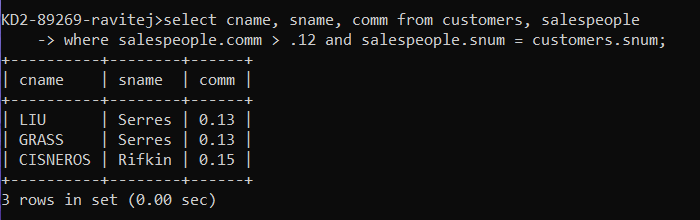 KD2-89269-ravitej>select cname, sname, comm from customers, salespeople
    -> where salespeople.comm > .12 and salespeople.snum = customers.snum;
+----------+--------+------+
| cname    | sname  | comm |
+----------+--------+------+
| LIU      | Serres | 0.13 |
| GRASS    | Serres | 0.13 |
| CISNEROS | Rifkin | 0.15 |
+----------+--------+------+
3 rows in set (0.00 sec)